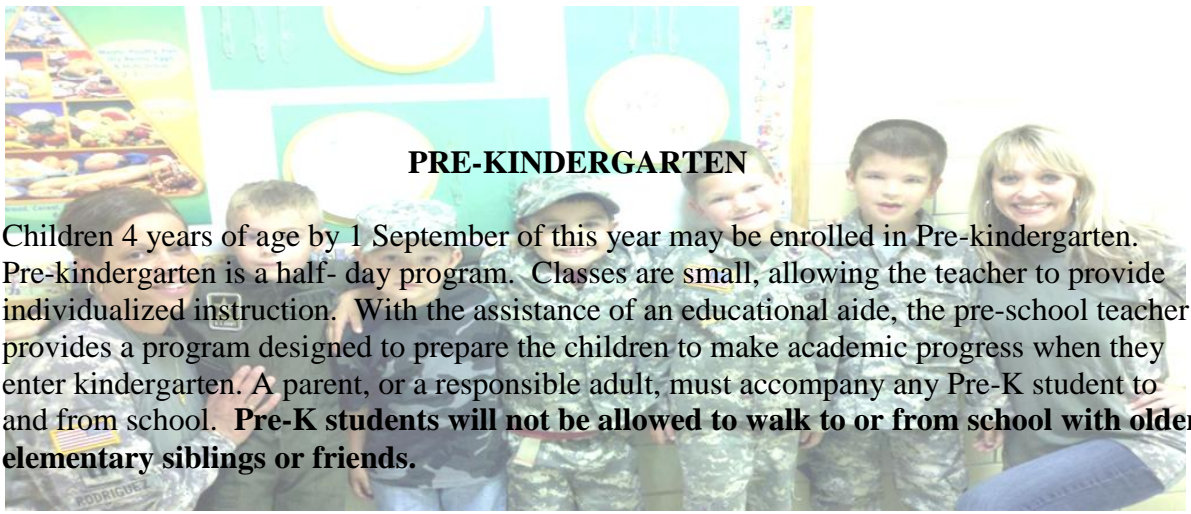 PRE-KINDERGARTEN
Children 4 years of age by 1 September of this year may be enrolled in Pre-kindergarten.
Pre-kindergarten is a half- day program.  Classes are small, allowing the teacher to provide
individualized instruction.  With the assistance of an educational aide, the pre-school teacher
provides a program designed to prepare the children to make academic progress when they
enter kindergarten. A parent, or a responsible adult, must accompany any Pre-K student to
and from school.  Pre-K students will not be allowed to walk to or from school with older
elementary siblings or friends.
RODRIGUEZ